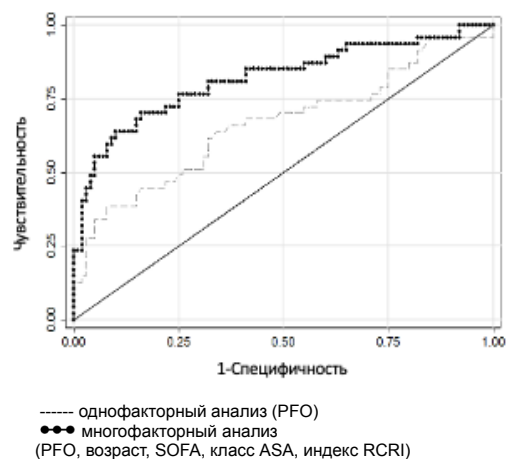 1.00
0.75
0.50
0.25
0.00
Чувствительность
0.00 0.25 0.50 0.75 1.00
1-Специфичность
------ однофакторный анализ (PFO)
многофакторный анализ
(PFO, возраст, SOFA, класс ASA, индекс RCRI)